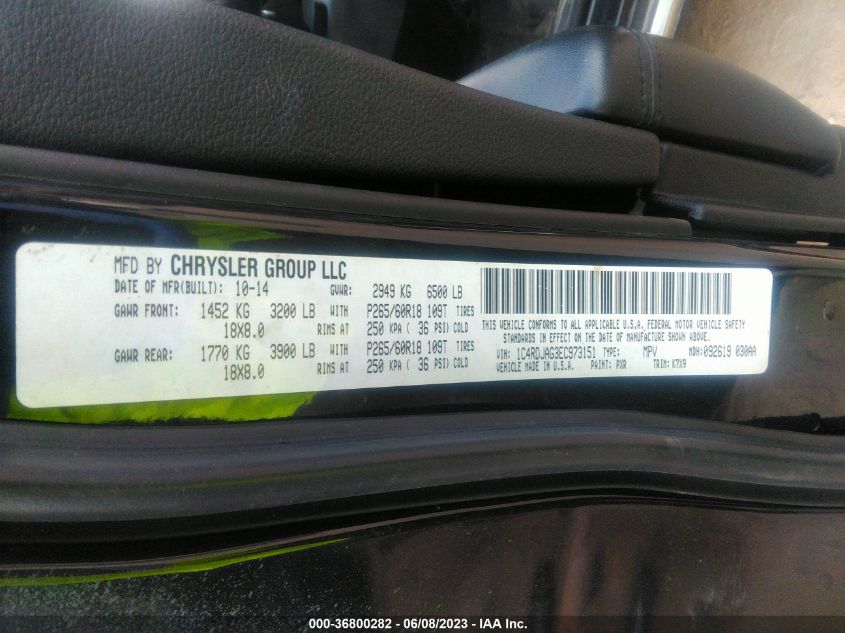 MFD BY CHRYSLER GROUP LLC
DATE OF MFR(BUILT): 10-14 GVWR: 2949 KG 6500 LB
GAWR FRONT: 1452 KG 3200 LB WITH P265/60R18 109T TIRES
18X8.0 RIMS AT 250 KPA ( 36 PSI) COLD
GAWR REAR: 1770 KG 3900 LB WITH P265/60R18 109T TIRES
18X8.0 RIMS AT 250 KPA ( 36 PSI) COLD
THIS VEHICLE CONFORMS TO ALL APPLICABLE U.S.A. FEDERAL MOTOR VEHICLE SAFETY
STANDARDS IN EFFECT ON THE DATE OF MANUFACTURE SHOWN ABOVE.
VIN: 1C4RDJAG3EC973151 TYPE: MPV MDH: 092619 030AA
VEHICLE MADE IN U.S.A. PAINT: PXR TRIM: K7X9
000-36800282 - 06/08/2023 - IAA Inc.